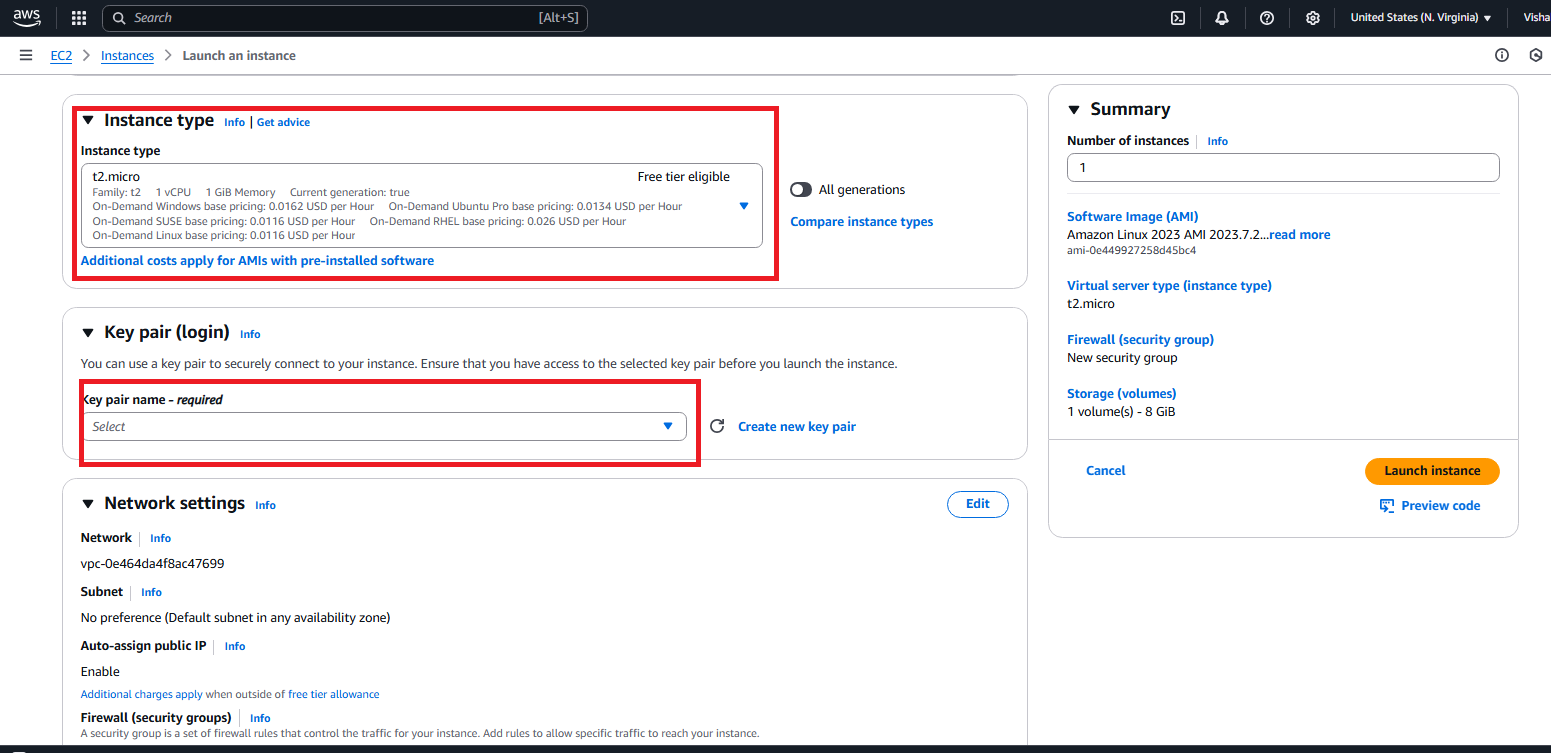 aws Search [Alt+S] United States (N. Virginia) Visha
EC2 Instances Launch an instance
Instance type Info | Get advice
Instance type
t2.micro Free tier eligible
Family: t2 1 vCPU 1 GiB Memory Current generation: true
On-Demand Windows base pricing: 0.0162 USD per Hour On-Demand Ubuntu Pro base pricing: 0.0134 USD per Hour
On-Demand SUSE base pricing: 0.0116 USD per Hour On-Demand RHEL base pricing: 0.026 USD per Hour
On-Demand Linux base pricing: 0.0116 USD per Hour
Additional costs apply for AMIs with pre-installed software
All generations
Compare instance types
Key pair (login) Info
You can use a key pair to securely connect to your instance. Ensure that you have access to the selected key pair before you launch the instance.
Key pair name - required
Select
Create new key pair
Network settings Info
Edit
Network Info
vpc-0e464da4f8ac47699
Subnet Info
No preference (Default subnet in any availability zone)
Auto-assign public IP Info
Enable
Additional charges apply when outside of free tier allowance
Firewall (security groups) Info
A security group is a set of firewall rules that control the traffic for your instance. Add rules to allow specific traffic to reach your instance.
Summary
Number of instances Info
1
Software Image (AMI)
Amazon Linux 2023 AMI 2023.7.2...read more
ami-0e449927258d45bc4
Virtual server type (instance type)
t2.micro
Firewall (security group)
New security group
Storage (volumes)
1 volume(s) - 8 GiB
Cancel
Launch instance
Preview code